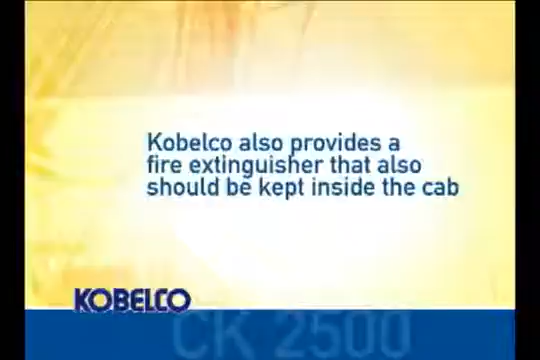 Kobelco also provides a
fire extinguisher that also
should be kept inside the cab
KOBELCO
CK 2500